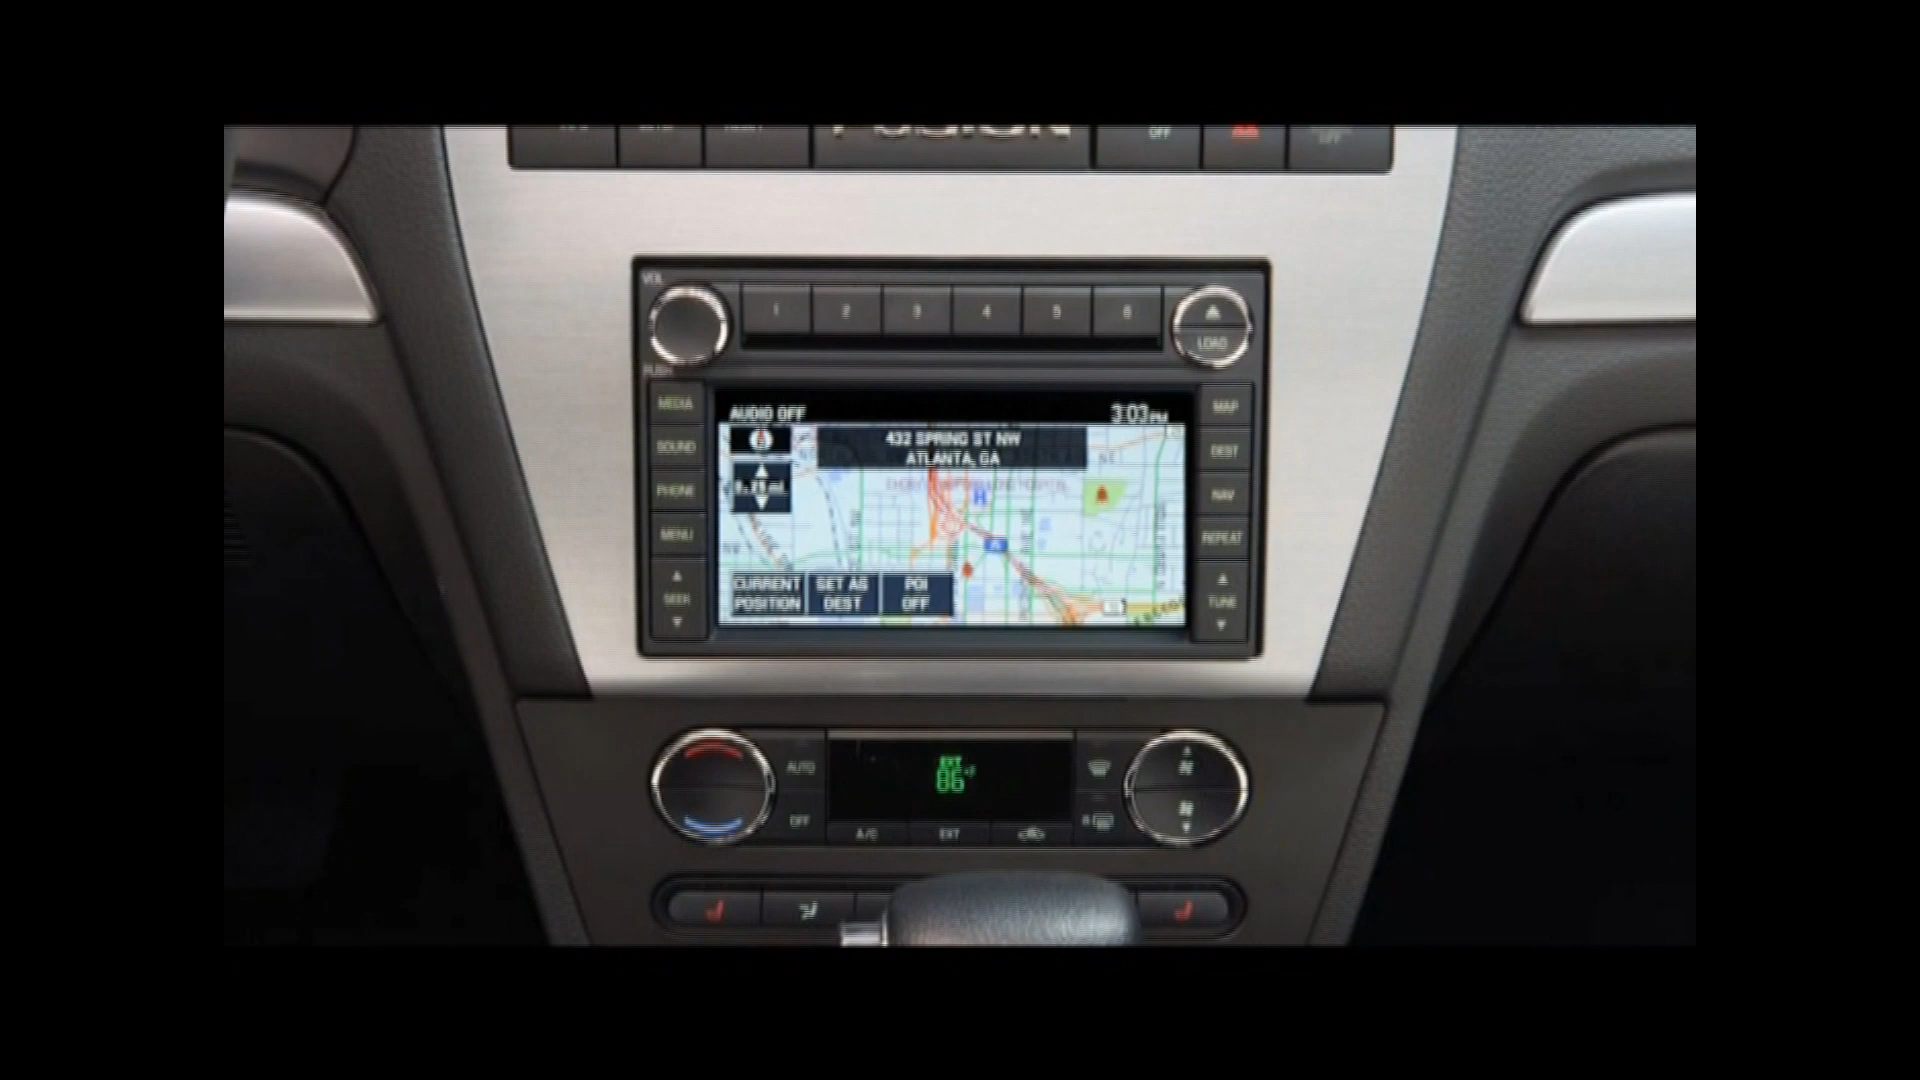 FUSION
OFF
OFF
VOL
1 2 3 4 5 6
LOAD
PUSH
MEDIA
SOUND
PHONE
MENU
SEEK
AUDIO OFF
3:03PM
432 SPRING ST NW
ATLANTA, GA
CURRENT
POSITION
SET AS
DEST
POI
OFF
MAP
DEST
NAV
REPEAT
TUNE
AUTO
OFF
EXT
86°F
A/C
EXT
R